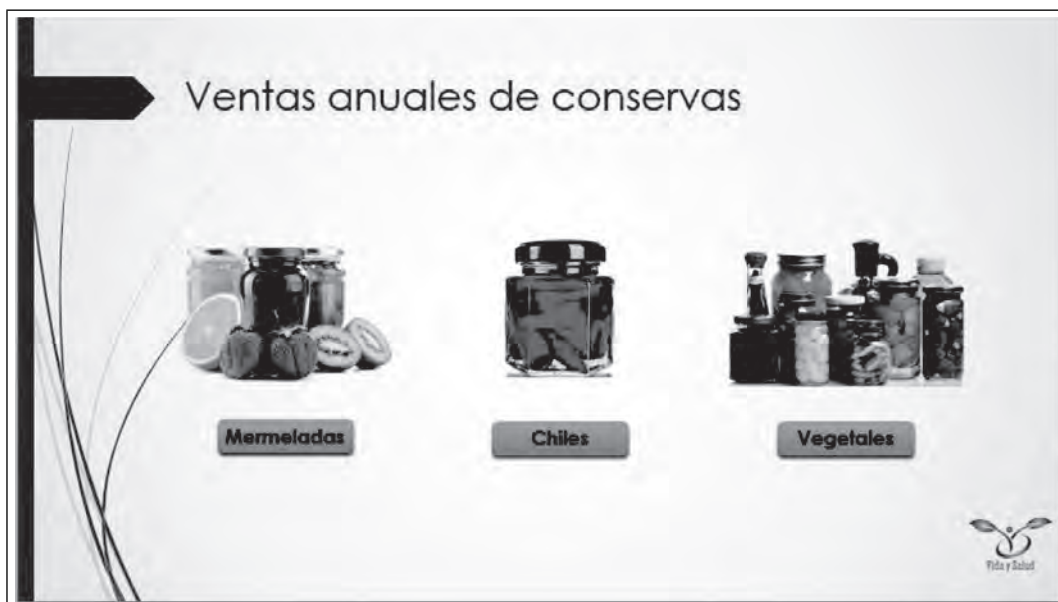 Ventas anuales de conservas
Mermeladas
Chiles
Vegetales
Vida y Salud